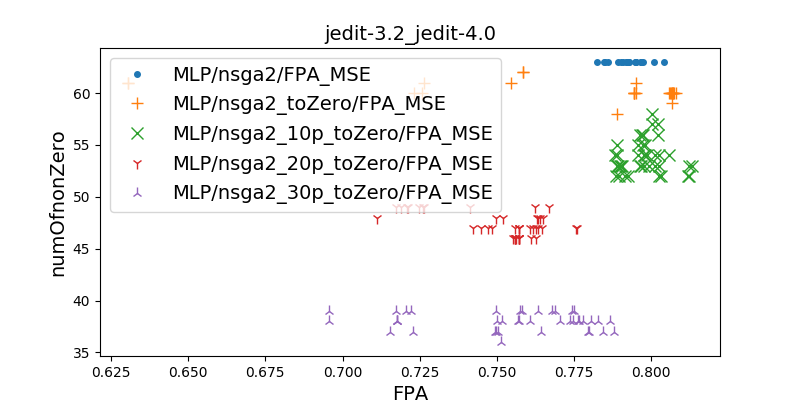 jedit-3.2_jedit-4.0
MLP/nsga2/FPA_MSE
MLP/nsga2_toZero/FPA_MSE
MLP/nsga2_10p_toZero/FPA_MSE
MLP/nsga2_20p_toZero/FPA_MSE
MLP/nsga2_30p_toZero/FPA_MSE
numOfnonZero
60
55
50
45
40
35
0.625 0.650 0.675 0.700 0.725 0.750 0.775 0.800
FPA